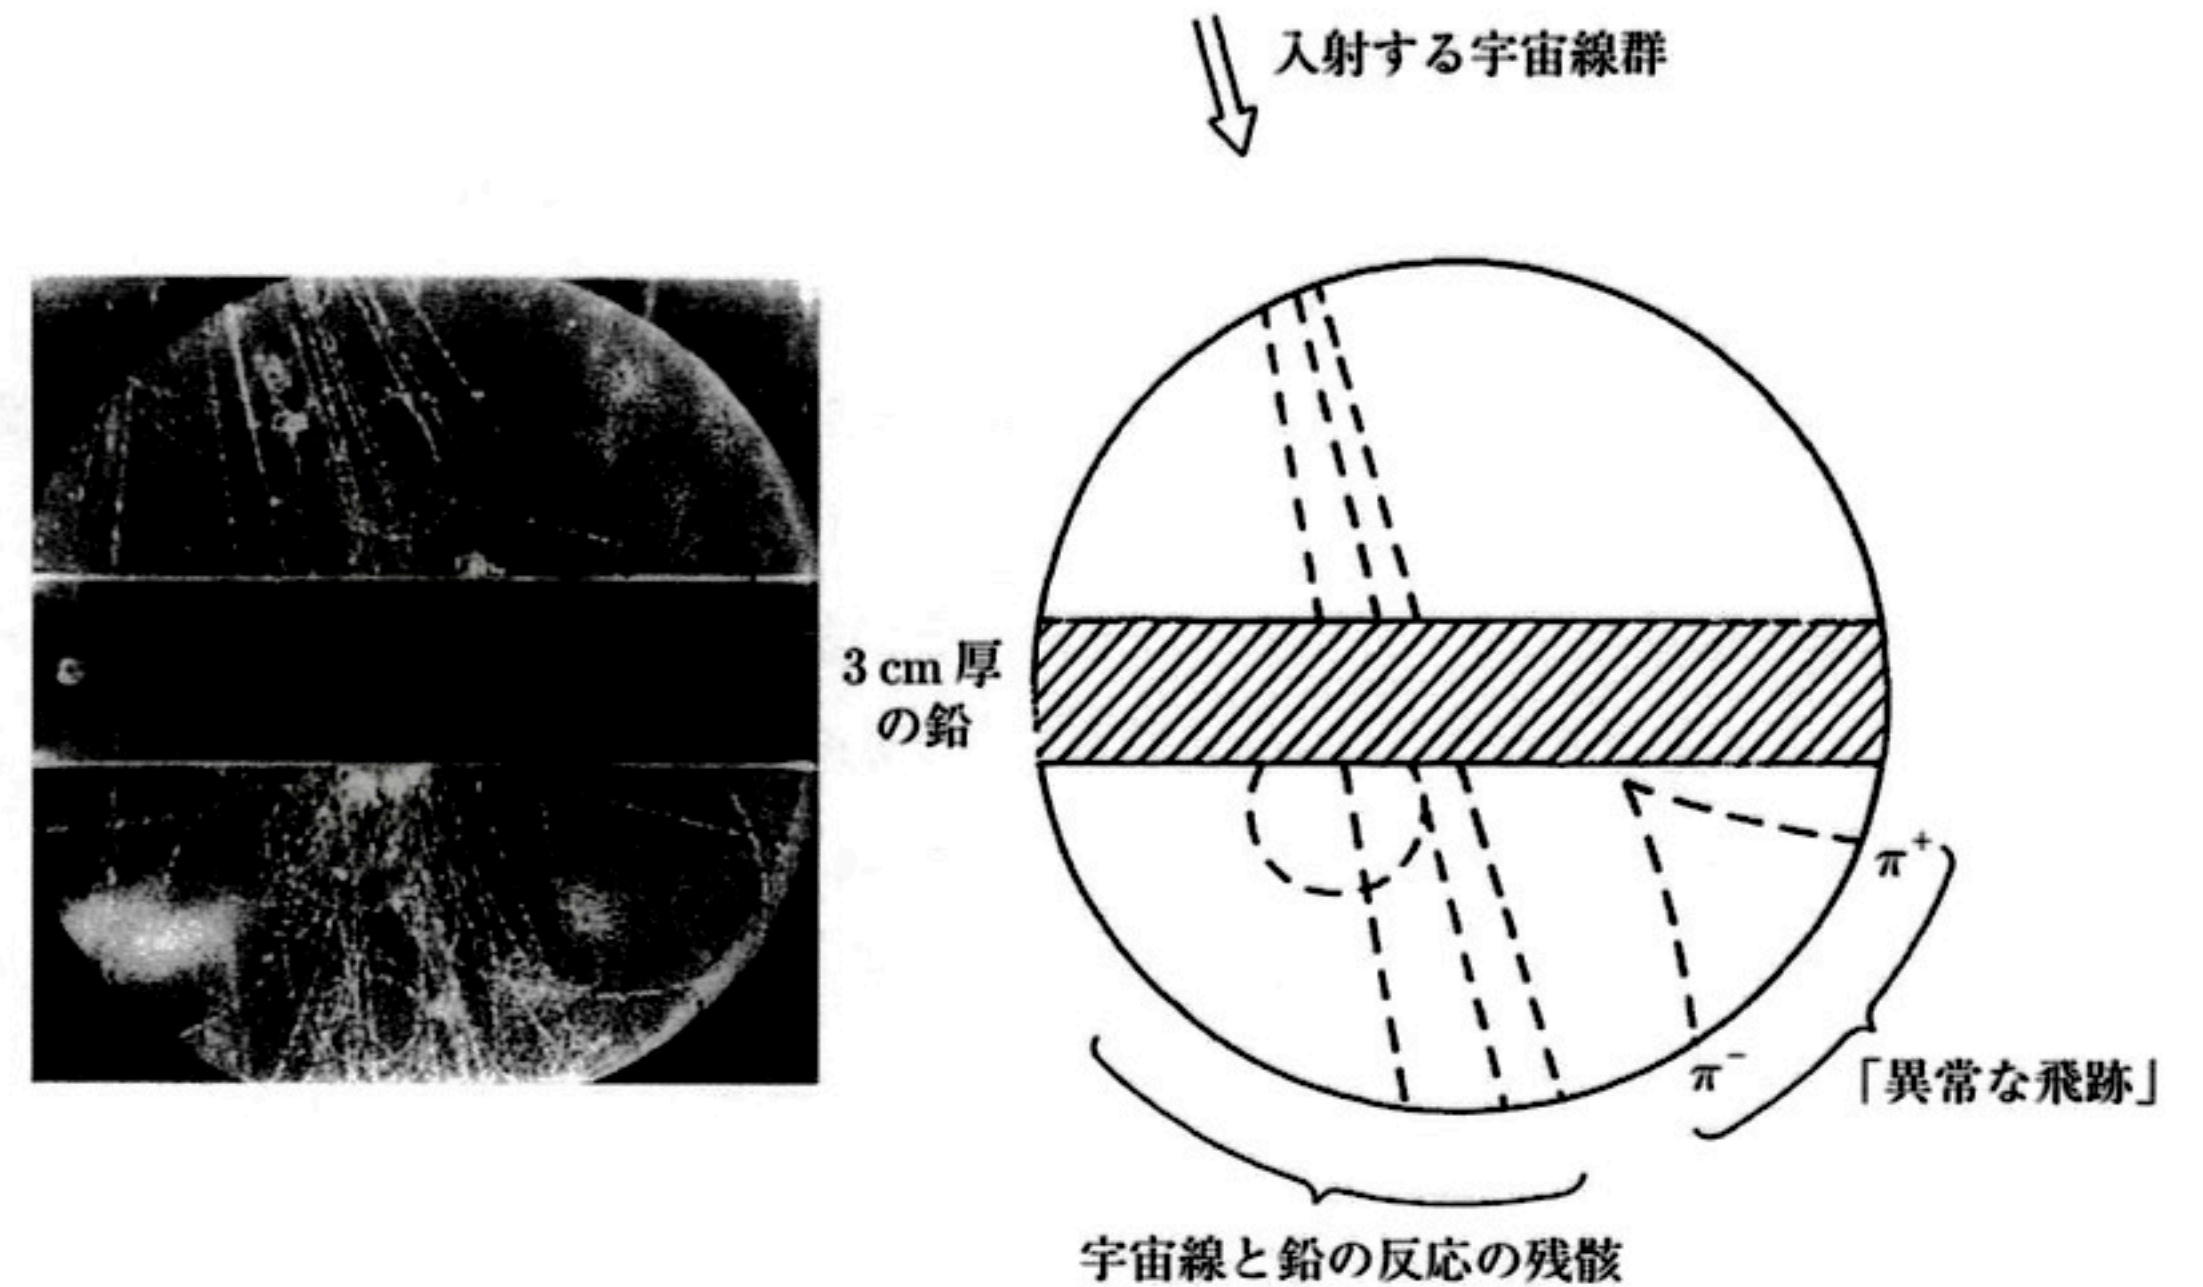 入射する宇宙線群
3 cm 厚
の鉛
π⁺
π⁻
「異常な飛跡」
宇宙線と鉛の反応の残骸